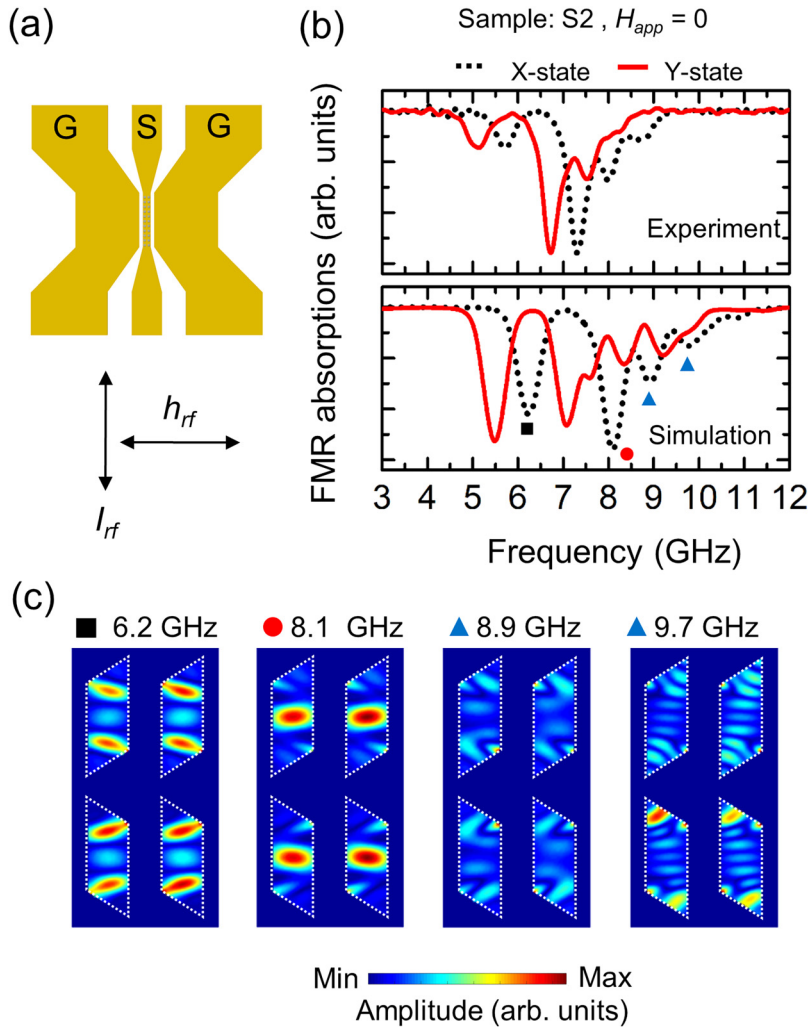 (a)
G S G
h_rf
I_rf
(b)
Sample: S2 , H_app = 0
X-state Y-state
FMR absorptions (arb. units)
Experiment
Simulation
3 4 5 6 7 8 9 10 11 12
Frequency (GHz)
(c)
■ 6.2 GHz ● 8.1 GHz ▲ 8.9 GHz ▲ 9.7 GHz
Min Max
Amplitude (arb. units)